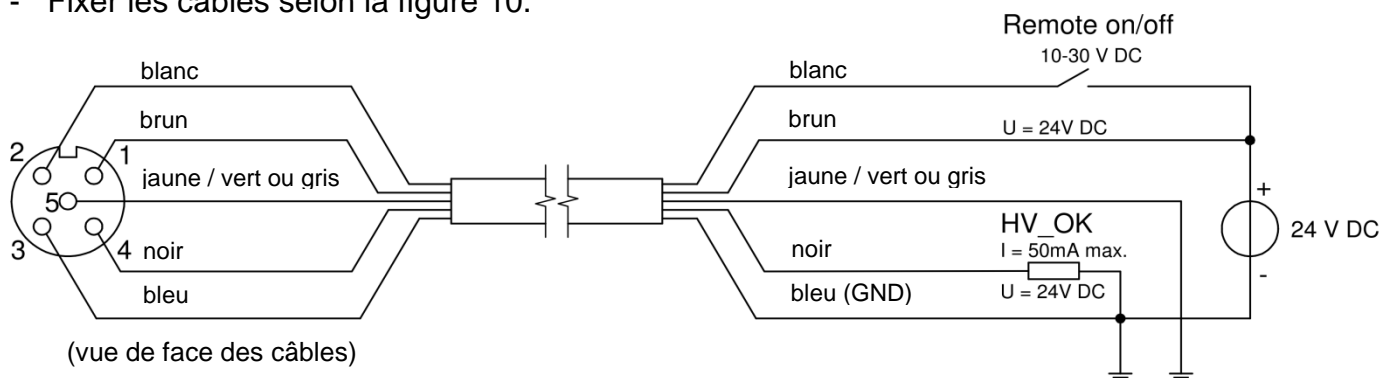 - Fixer les câbles selon la figure 10.
Remote on/off
10-30 V DC
blanc
blanc
brun
brun
U = 24V DC
2
1
jaune / vert ou gris
jaune / vert ou gris
5
+
24 V DC
-
HV_OK
I = 50mA max.
3
4
noir
noir
U = 24V DC
bleu
bleu (GND)
(vue de face des câbles)